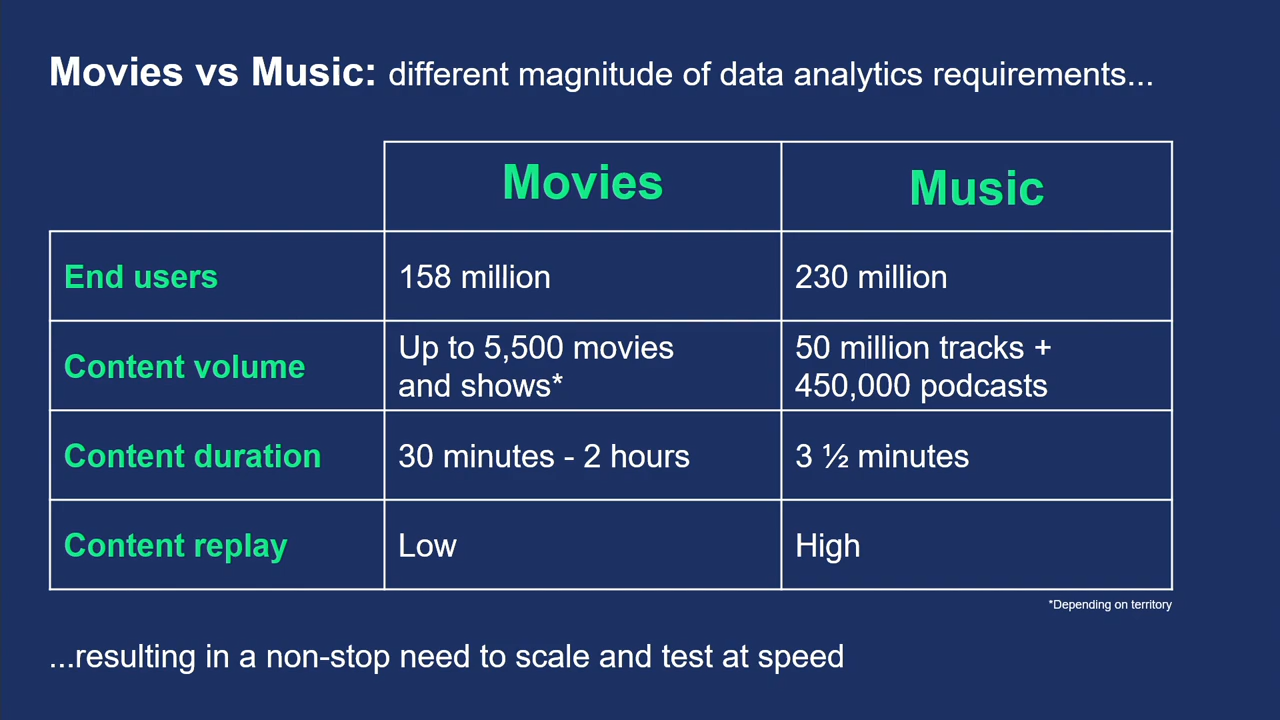 Movies vs Music: different magnitude of data analytics requirements...
Movies Music
End users 158 million 230 million
Content volume Up to 5,500 movies and shows* 50 million tracks + 450,000 podcasts
Content duration 30 minutes - 2 hours 3 ½ minutes
Content replay Low High
*Depending on territory
...resulting in a non-stop need to scale and test at speed